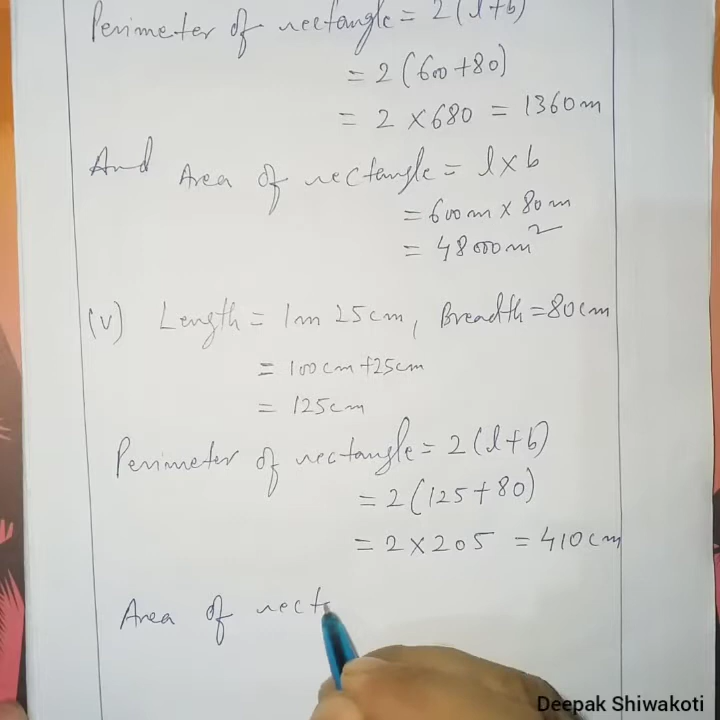 Perimeter of rectangle = 2(l+b)
= 2(600+80)
= 2×680 = 1360m
And Area of rectangle = l×b
= 600m × 80m
= 48000m²
(v) Length = 1m 25cm, Breadth = 80cm
= 100cm+25cm
= 125cm
Perimeter of rectangle = 2(l+b)
= 2(125+80)
= 2×205 = 410cm
Area of rect
Deepak Shiwakoti